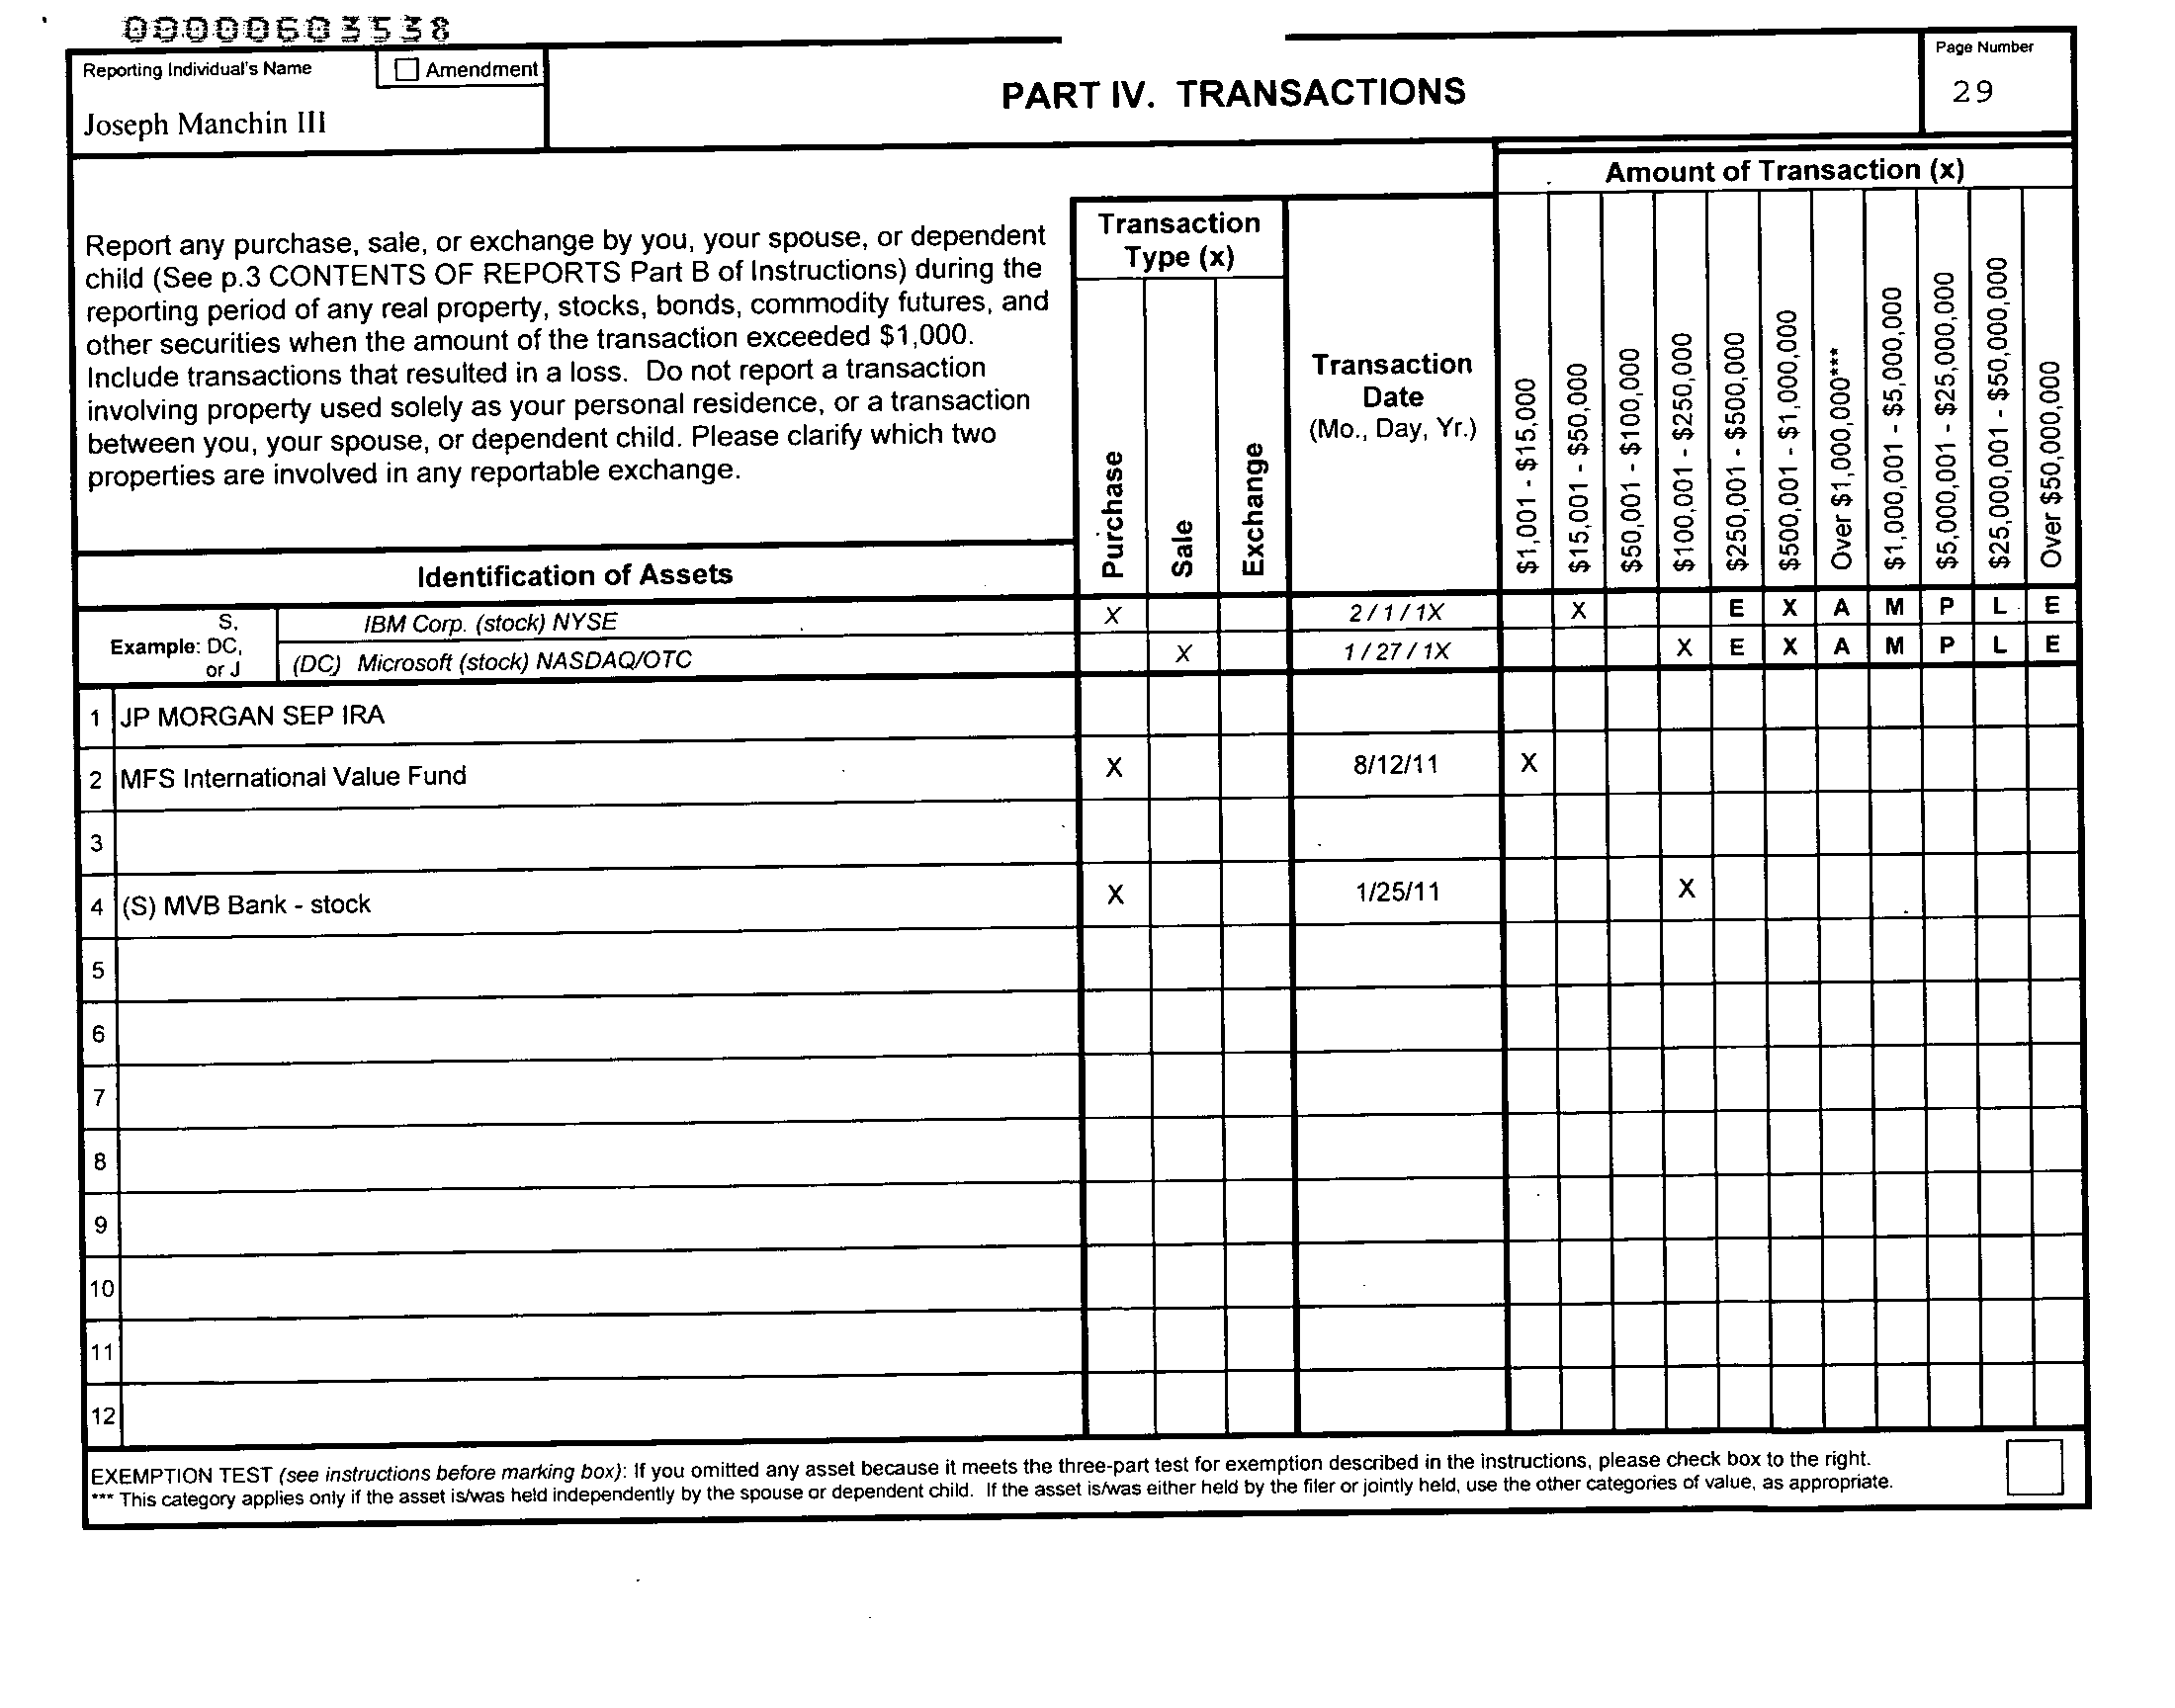 00000603538
Reporting Individual's Name
Amendment
Joseph Manchin III
PART IV. TRANSACTIONS
Page Number
29
Report any purchase, sale, or exchange by you, your spouse, or dependent
child (See p.3 CONTENTS OF REPORTS Part B of Instructions) during the
reporting period of any real property, stocks, bonds, commodity futures, and
other securities when the amount of the transaction exceeded $1,000.
Include transactions that resulted in a loss. Do not report a transaction
involving property used solely as your personal residence, or a transaction
between you, your spouse, or dependent child. Please clarify which two
properties are involved in any reportable exchange.
Identification of Assets
Transaction
Type (x)
Purchase
Sale
Exchange
Transaction
Date
(Mo., Day, Yr.)
Amount of Transaction (x)
$1,001 - $15,000
$15,001 - $50,000
$50,001 - $100,000
$100,001 - $250,000
$250,001 - $500,000
$500,001 - $1,000,000
Over $1,000,000***
$1,000,001 - $5,000,000
$5,000,001 - $25,000,000
$25,000,001 - $50,000,000
Over $50,000,000
Example:
S,
DC,
or J
IBM Corp. (stock) NYSE X 2 / 1 / 1X X E X A M P L E
(DC) Microsoft (stock) NASDAQ/OTC X 1 / 27 / 1X X E X A M P L E
1 JP MORGAN SEP IRA
2 MFS International Value Fund X 8/12/11 X
3
4 (S) MVB Bank - stock X 1/25/11 X
5
6
7
8
9
10
11
12
EXEMPTION TEST (see instructions before marking box): If you omitted any asset because it meets the three-part test for exemption described in the instructions, please check box to the right.
*** This category applies only if the asset is/was held independently by the spouse or dependent child. If the asset is/was either held by the filer or jointly held, use the other categories of value, as appropriate.